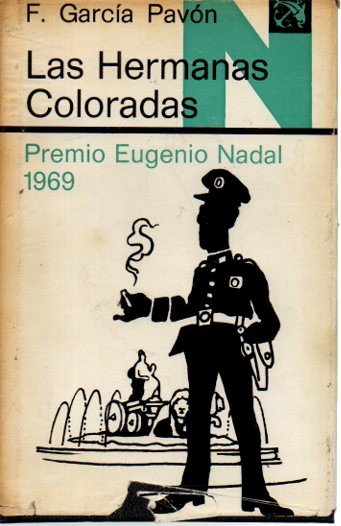 F. García Pavón
Las Hermanas
Coloradas
Premio Eugenio Nadal
1969